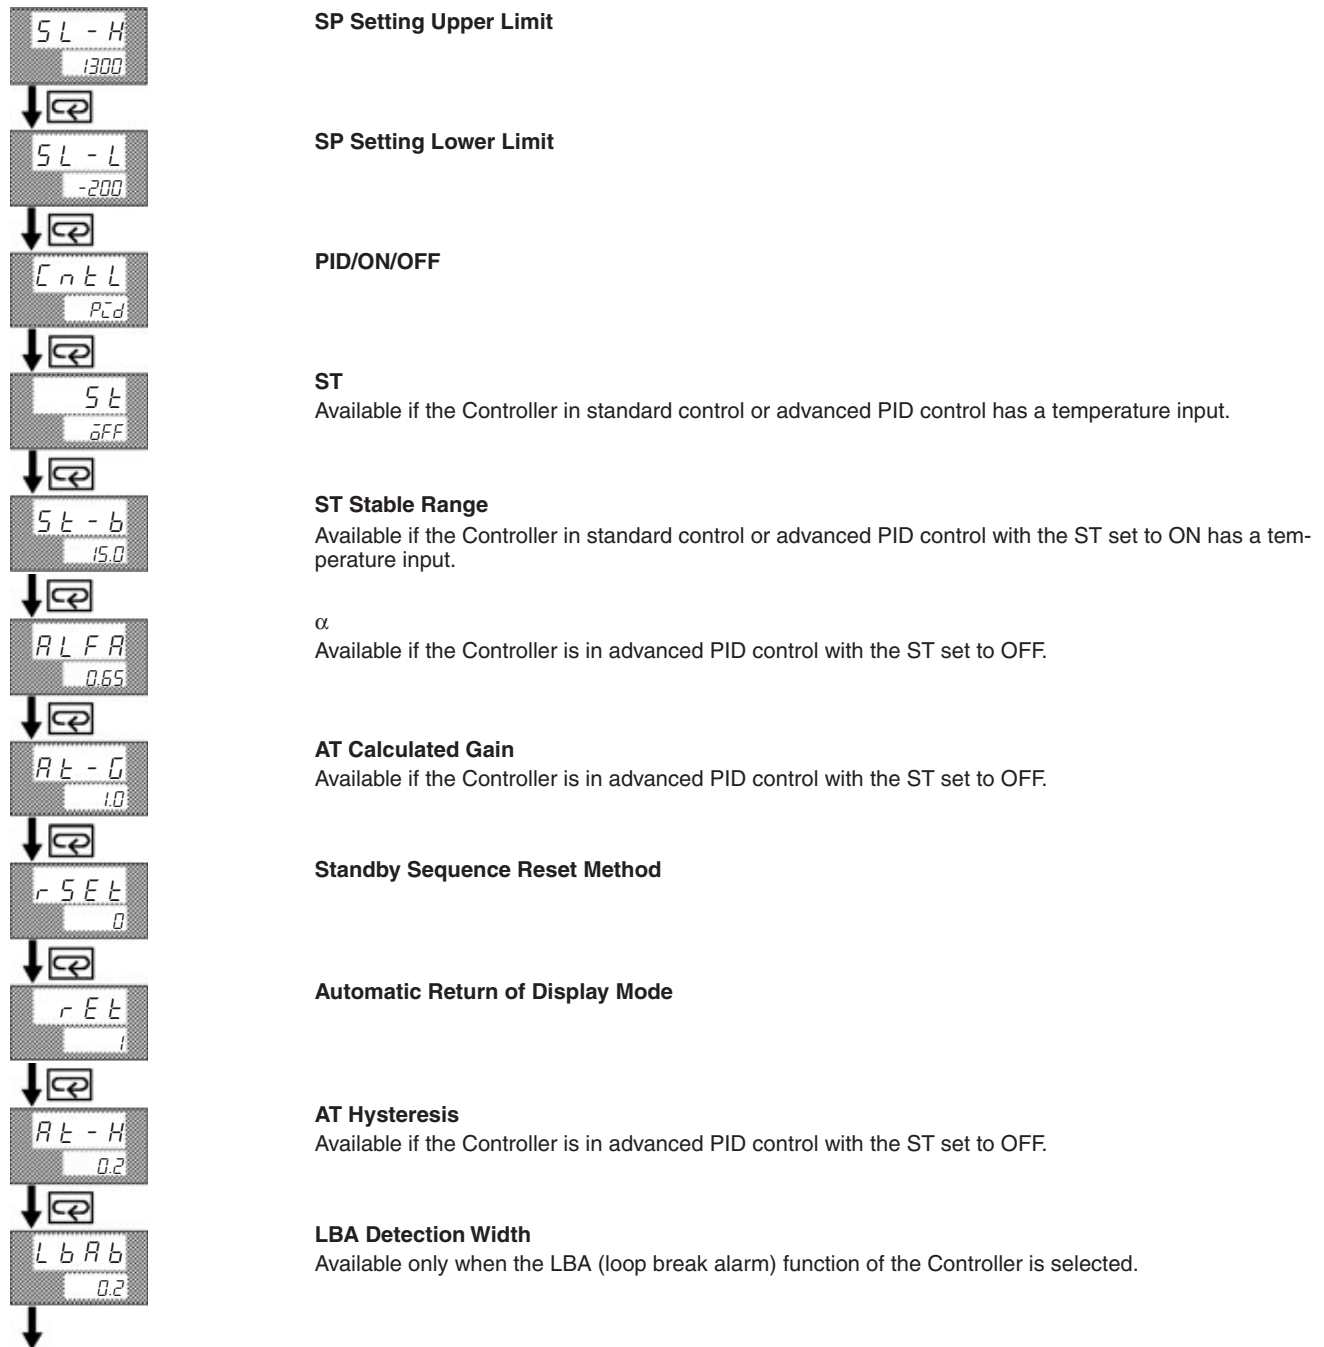 SL-H
SP Setting Upper Limit
1300
SL-L
SP Setting Lower Limit
-200
CntL
PID/ON/OFF
Pid
St
ST
Available if the Controller in standard control or advanced PID control has a temperature input.
oFF
St-b
ST Stable Range
Available if the Controller in standard control or advanced PID control with the ST set to ON has a tem-
perature input.
15.0
α
ALFA
Available if the Controller is in advanced PID control with the ST set to OFF.
0.65
AT Calculated Gain
At-G
Available if the Controller is in advanced PID control with the ST set to OFF.
1.0
Standby Sequence Reset Method
rSEt
0
Automatic Return of Display Mode
rEt
1
AT Hysteresis
At-H
Available if the Controller is in advanced PID control with the ST set to OFF.
0.2
LBA Detection Width
LbAb
Available only when the LBA (loop break alarm) function of the Controller is selected.
0.2